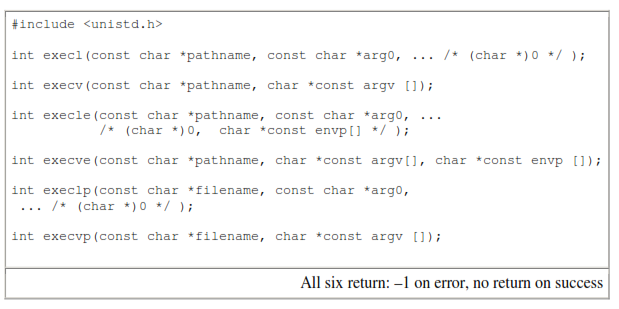 #include <unistd.h>
int execl(const char *pathname, const char *arg0, ... /* (char *)0 */ );
int execv(const char *pathname, char *const argv []);
int execle(const char *pathname, const char *arg0, ...
/* (char *)0,  char *const envp[] */ );
int execve(const char *pathname, char *const argv[], char *const envp []);
int execlp(const char *filename, const char *arg0,
... /* (char *)0 */ );
int execvp(const char *filename, char *const argv []);
All six return: –1 on error, no return on success